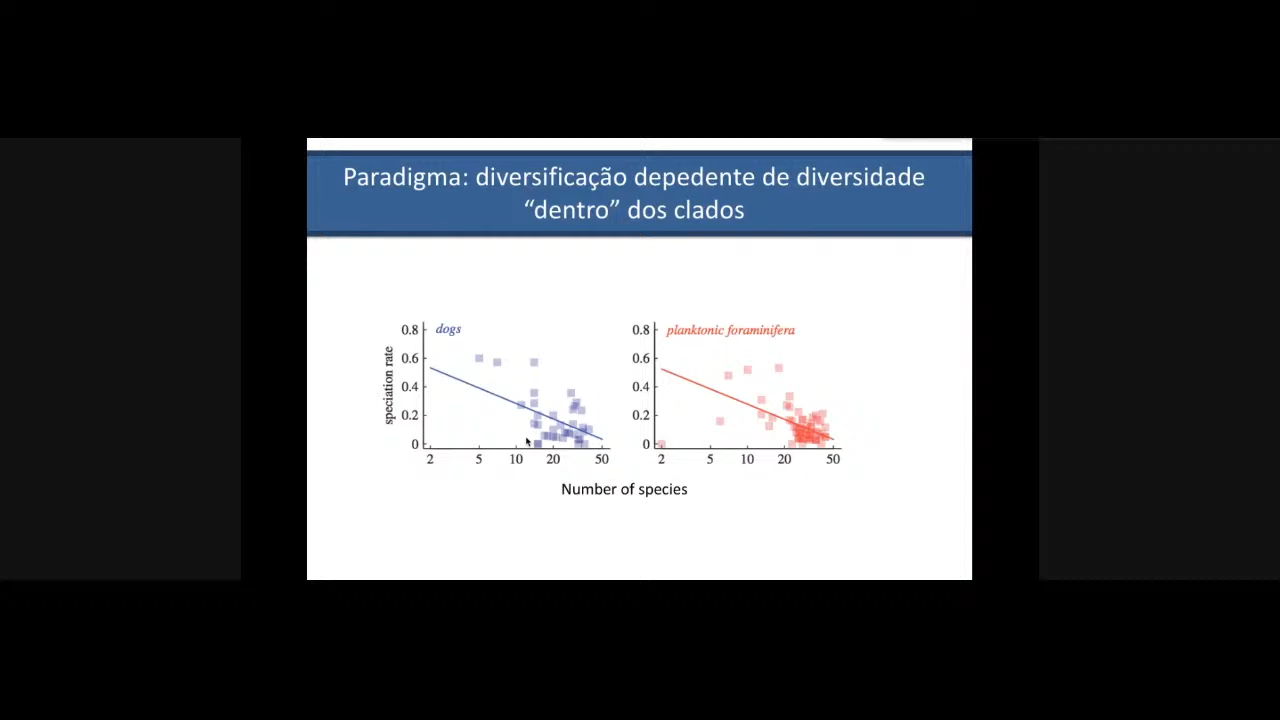 Paradigma: diversificação depedente de diversidade
“dentro” dos clados
0.8
dogs
0.6
0.4
0.2
0
speciation rate
2 5 10 20 50
0.8
planktonic foraminifera
0.6
0.4
0.2
0
2 5 10 20 50
Number of species